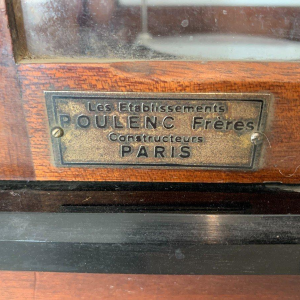 Les Etablissements
POULENC Frères
Constructeurs
PARIS